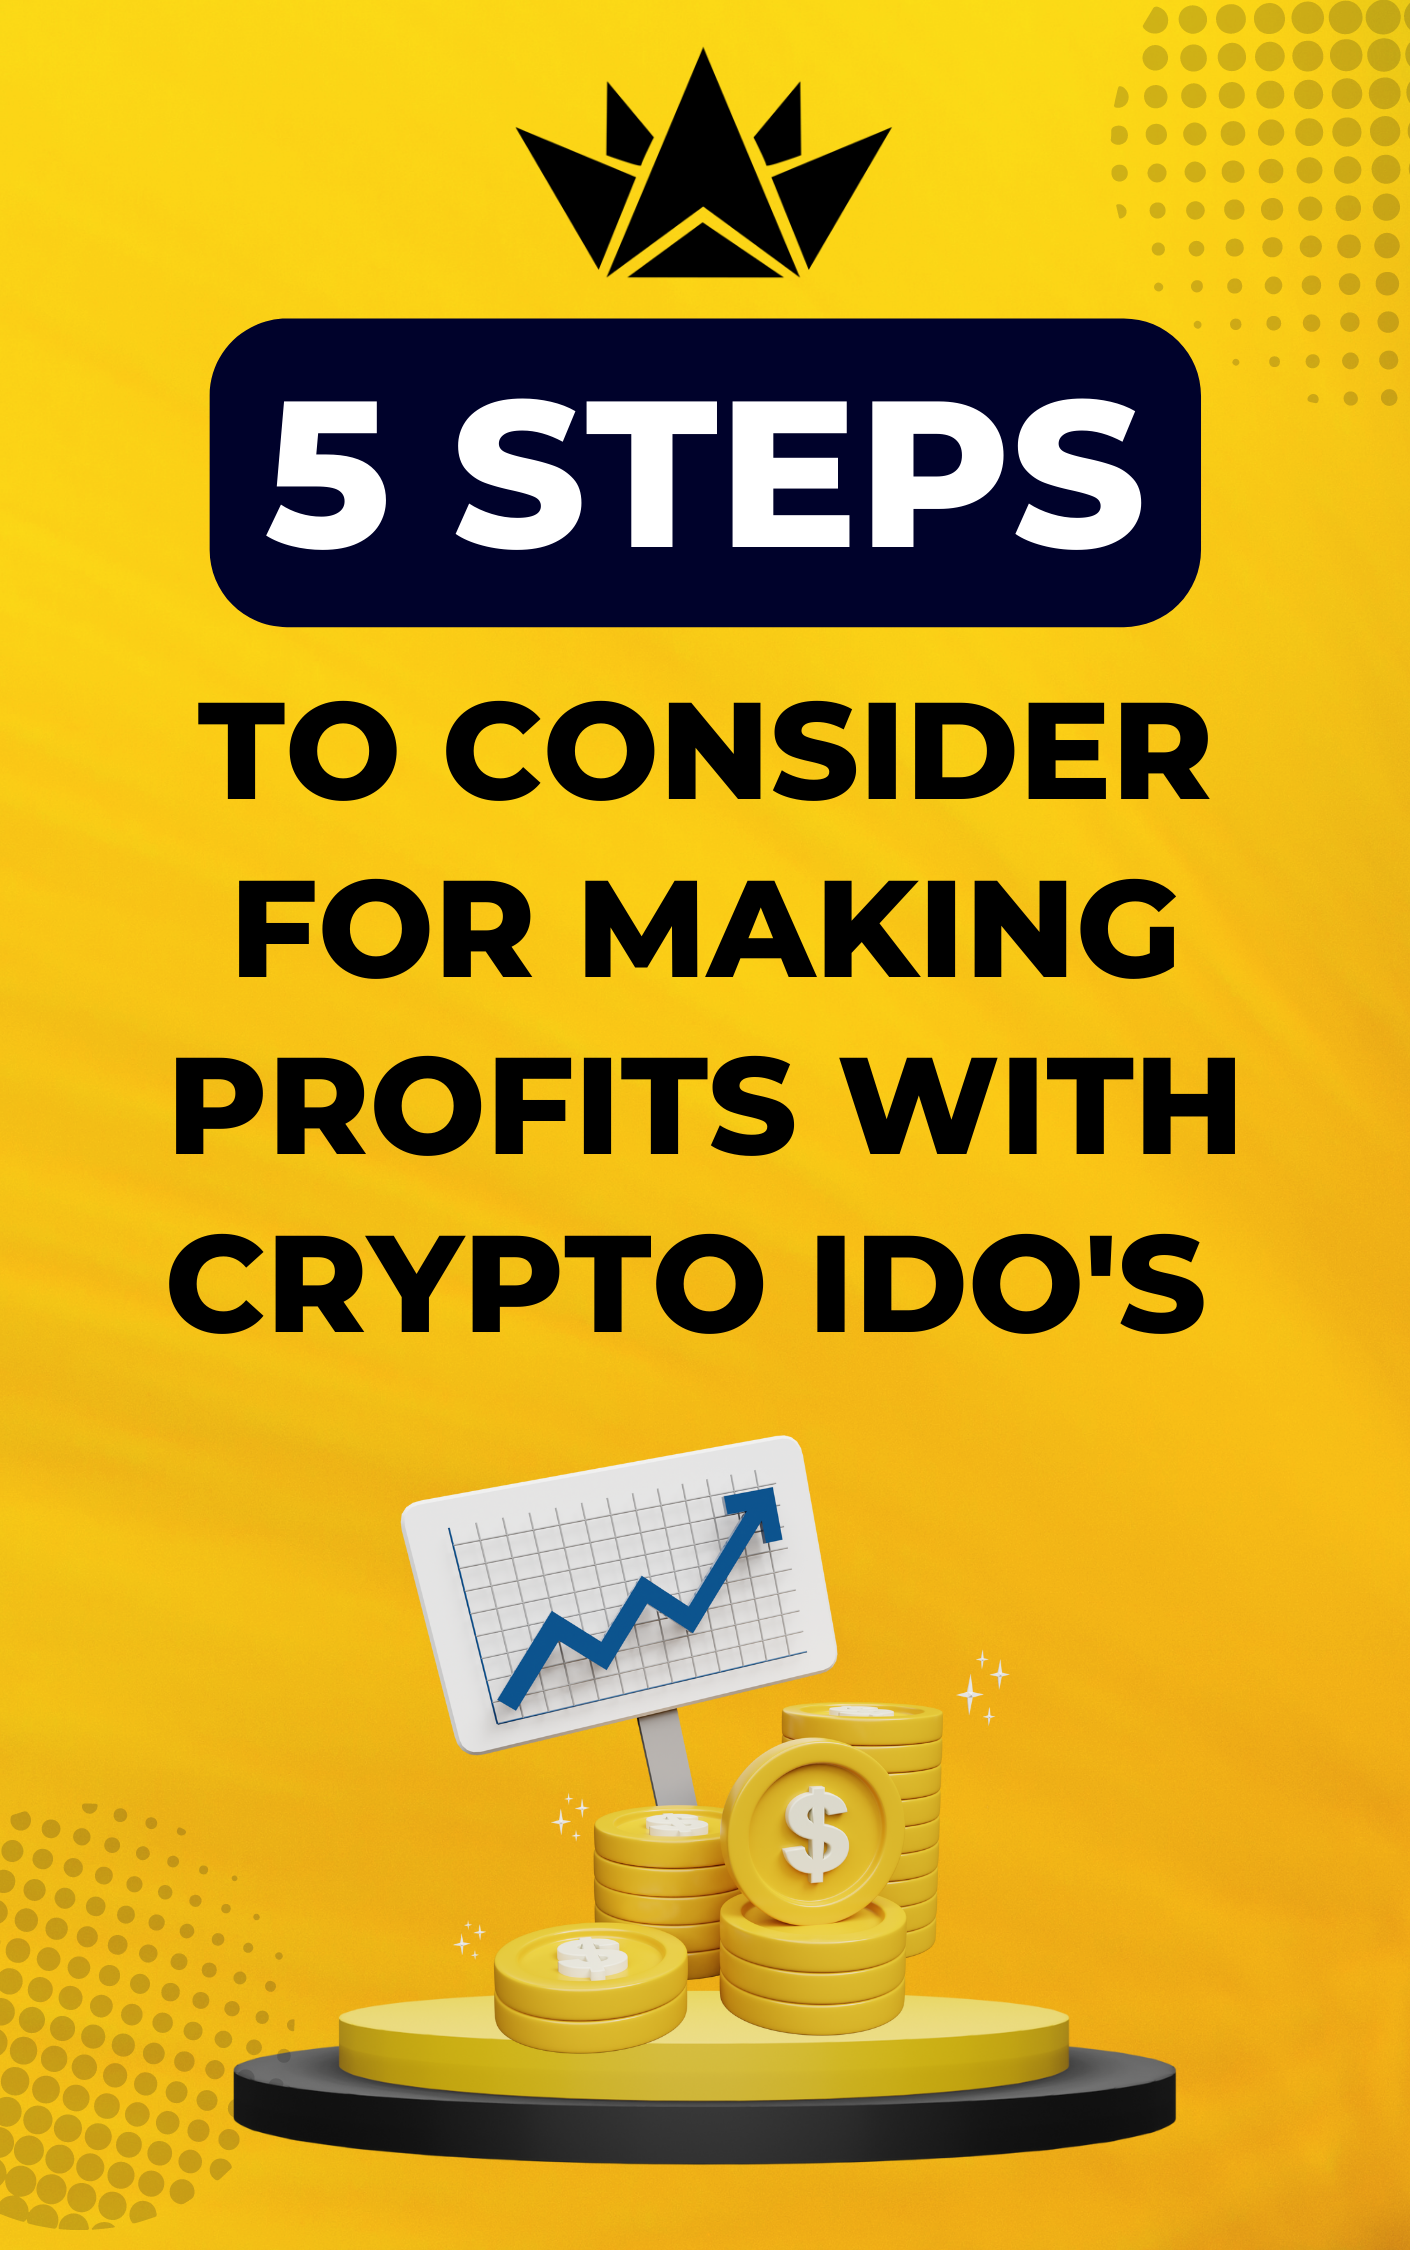 5 STEPS
TO CONSIDER
FOR MAKING
PROFITS WITH
CRYPTO IDO'S
$
$